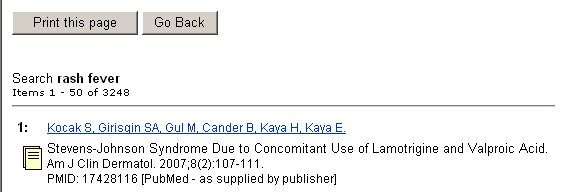 Print this page Go Back
Search rash fever
Items 1 - 50 of 3248
1: Kocak S, Girisgin SA, Gul M, Cander B, Kaya H, Kaya E.
Stevens-Johnson Syndrome Due to Concomitant Use of Lamotrigine and Valproic Acid.
Am J Clin Dermatol. 2007;8(2):107-111.
PMID: 17428116 [PubMed - as supplied by publisher]